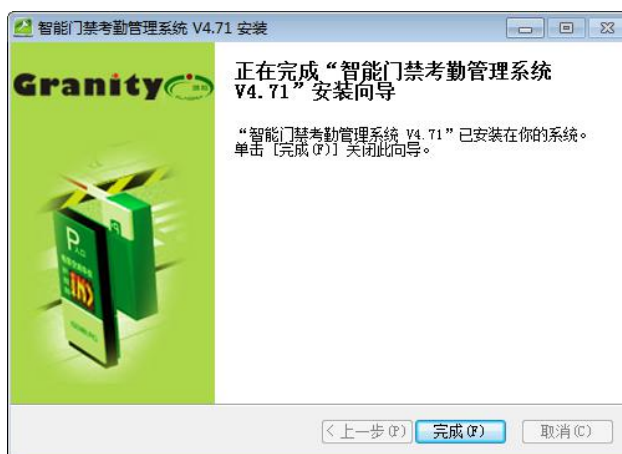 智能门禁考勤管理系统 V4.71 安装
Granity
正在完成“智能门禁考勤管理系统
V4.71”安装向导
“智能门禁考勤管理系统 V4.71”已安装在你的系统。
单击 [完成(F)] 关闭此向导。
P
入口
<上一步(P)
完成(F)
取消(C)